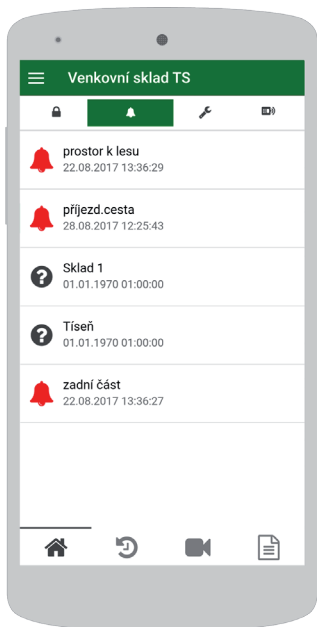 Venkovní sklad TS
prostor k lesu
22.08.2017 13:36:29
příjezd.cesta
28.08.2017 12:25:43
Sklad 1
01.01.1970 01:00:00
Tíseň
01.01.1970 01:00:00
zadní část
22.08.2017 13:36:27